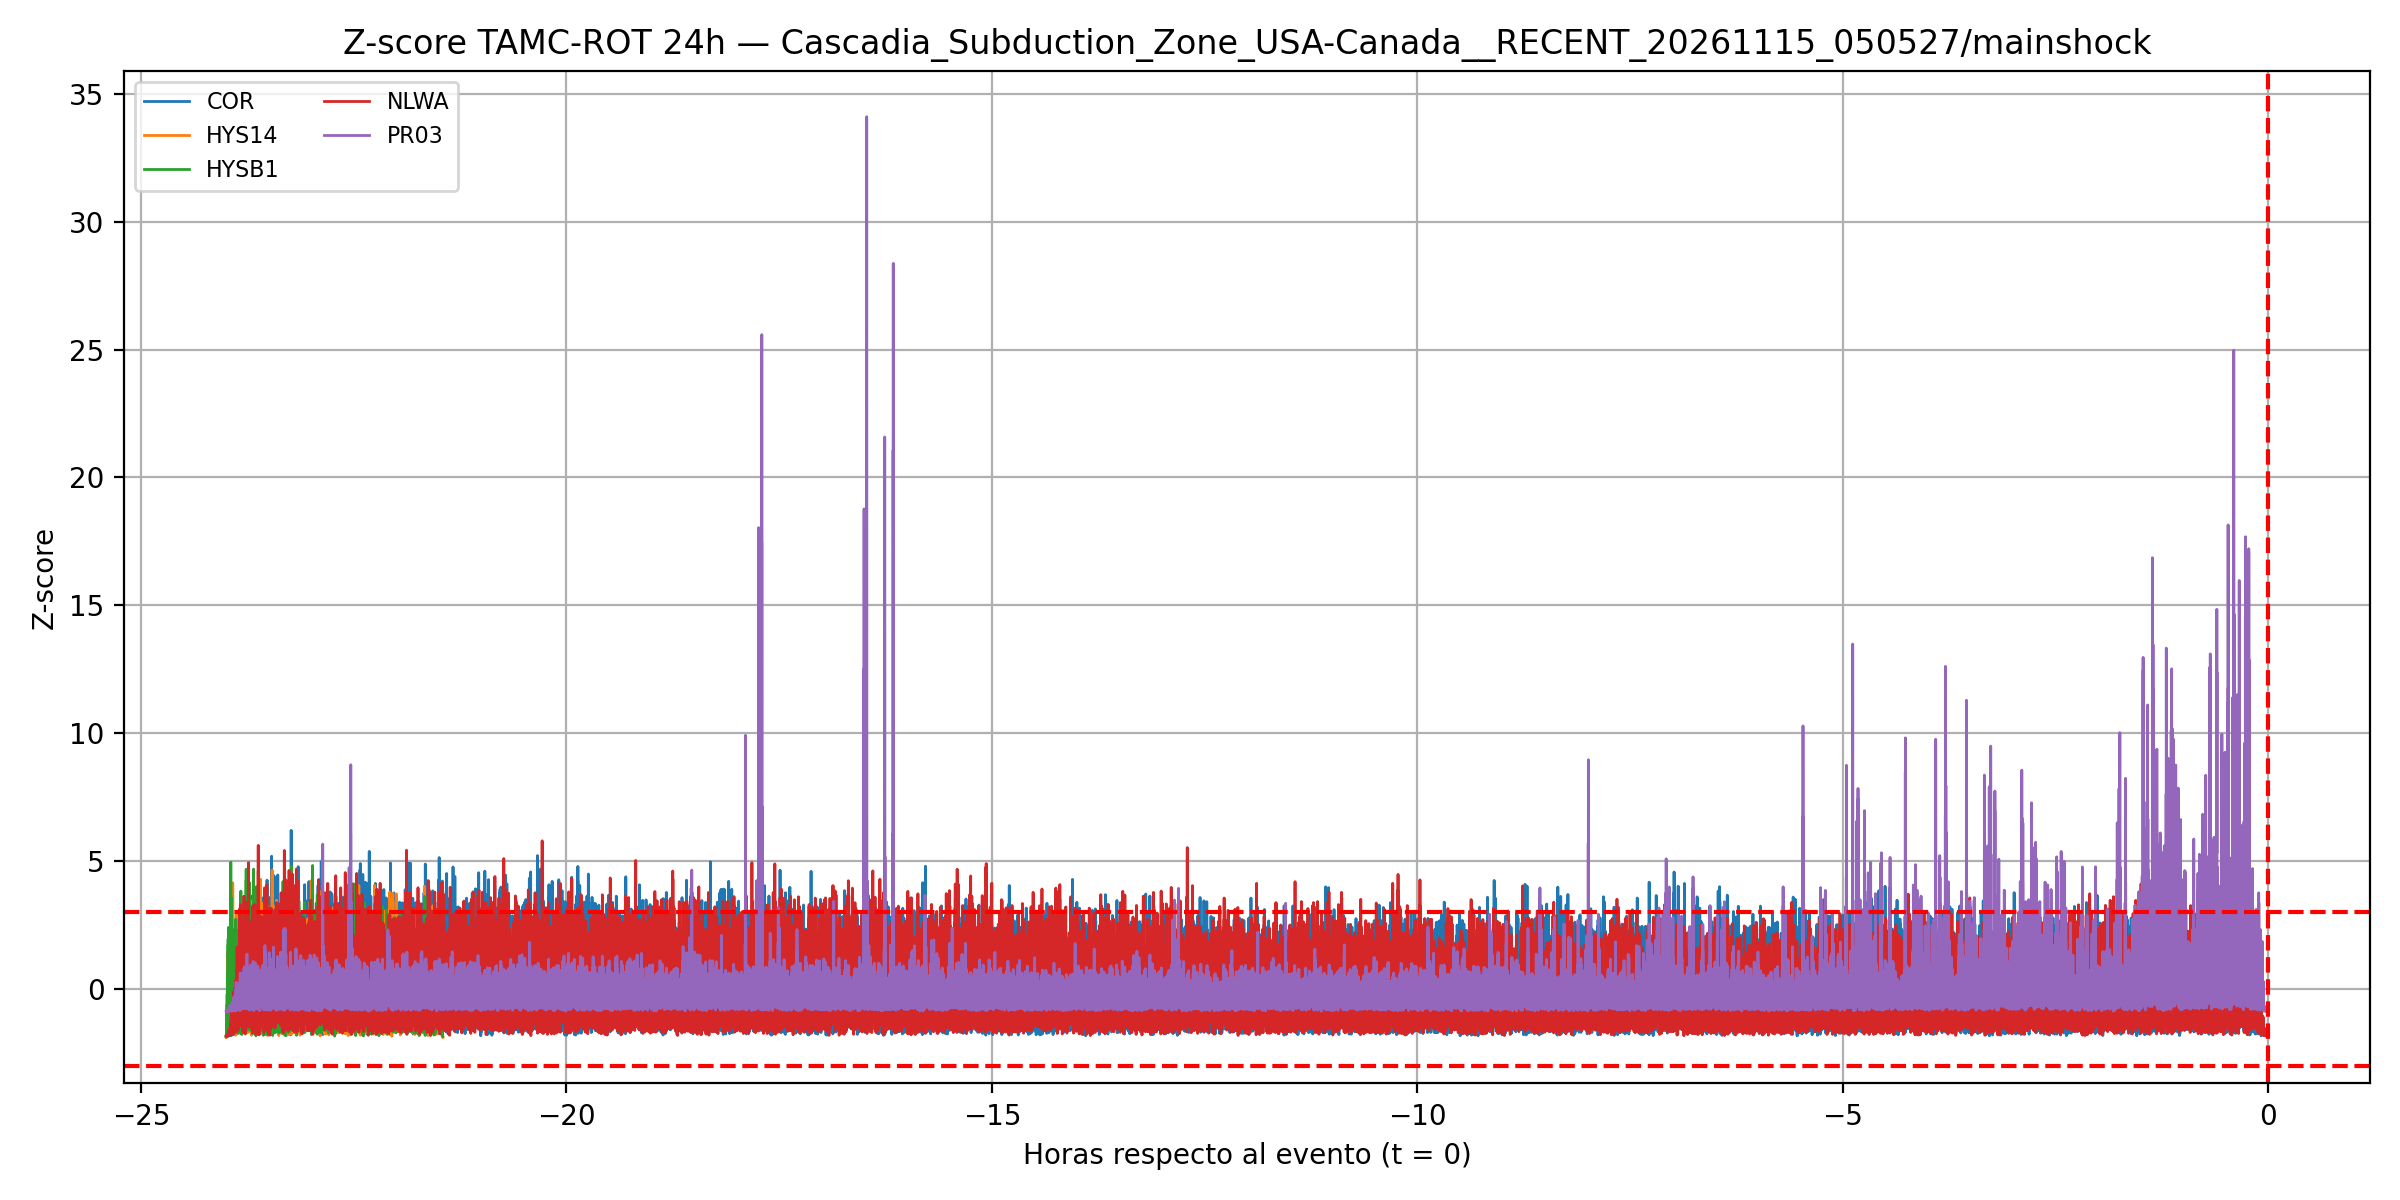 Z-score TAMC-ROT 24h — Cascadia_Subduction_Zone_USA-Canada__RECENT_20261115_050527/mainshock
COR
HYS14
HYSB1
NLWA
PR03
35
30
25
20
15
10
5
0
Z-score
−25
−20
−15
−10
−5
0
Horas respecto al evento (t = 0)